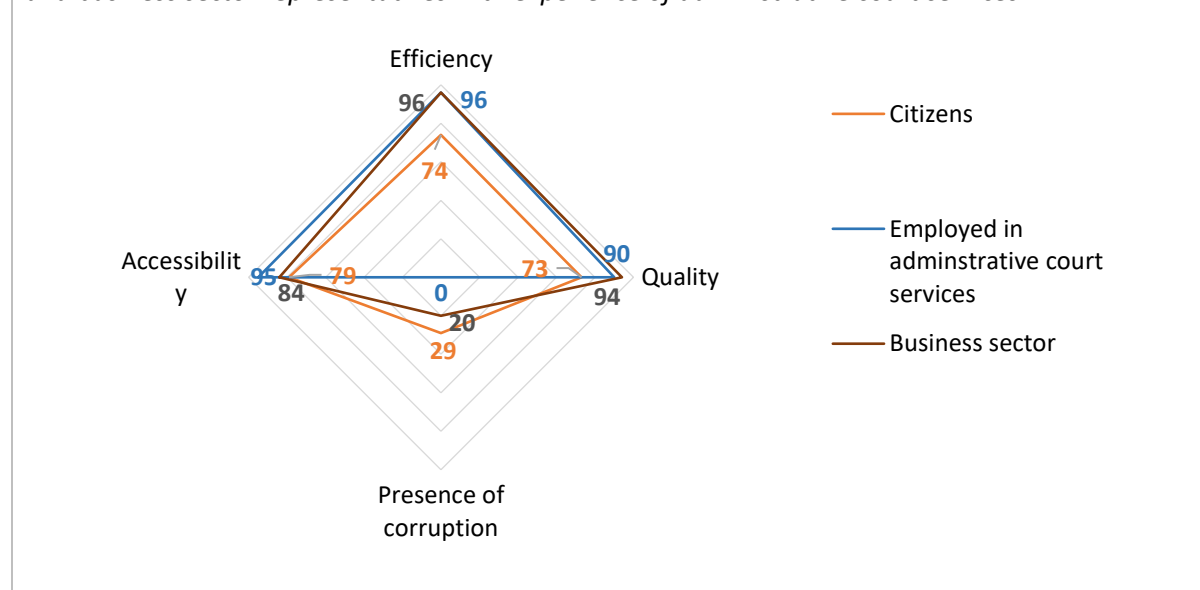 Efficiency
96
96
74
Citizens
Employed in
adminstrative court
services
Business sector
Accessibilit
y
95
84
79
73
90
94
Quality
0
20
29
Presence of
corruption